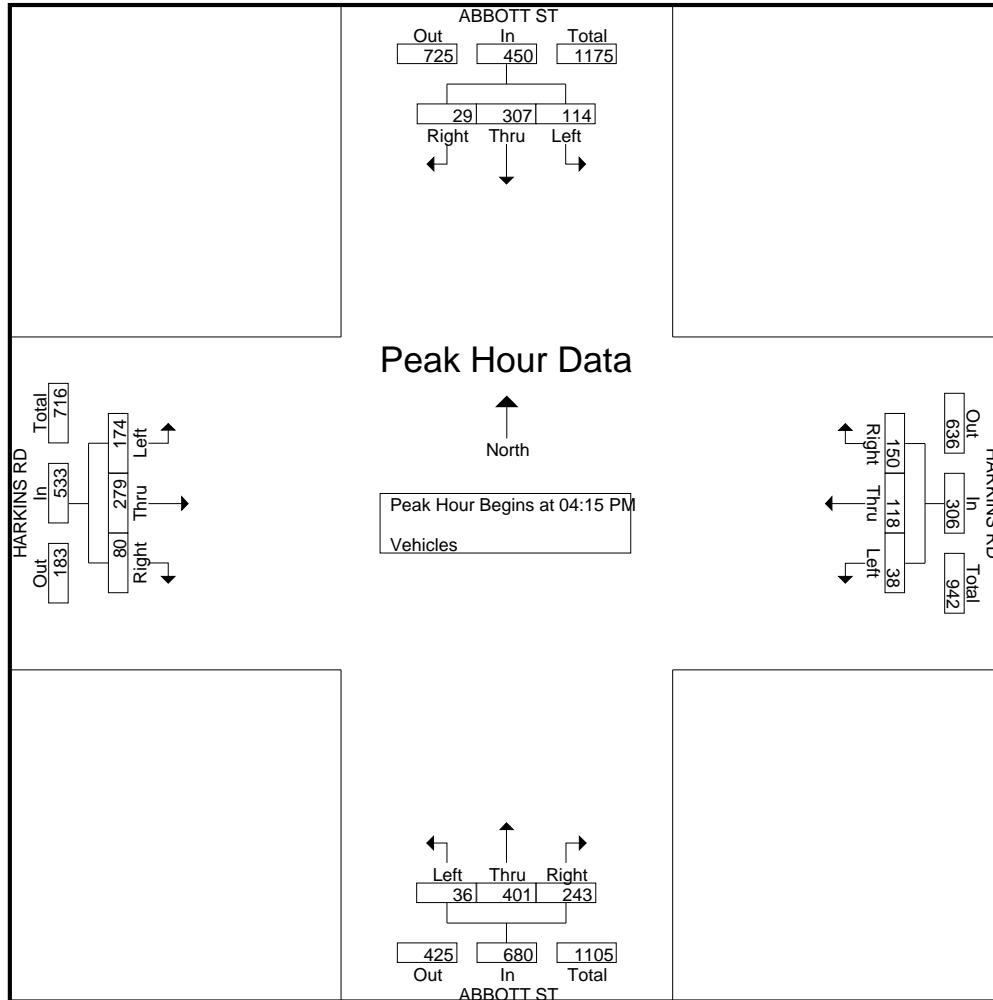 ABBOTT ST
Out In Total
725 450 1175
29 307 114
Right Thru Left
Peak Hour Data
North
Peak Hour Begins at 04:15 PM
Vehicles
HARKINS RD
Out In Total
183 533 716
80 279 174
Right Thru Left
HARKINS RD
Out In Total
636 306 942
150 118 38
Right Thru Left
Left Thru Right
36 401 243
425 680 1105
Out In Total
ABBOTT ST